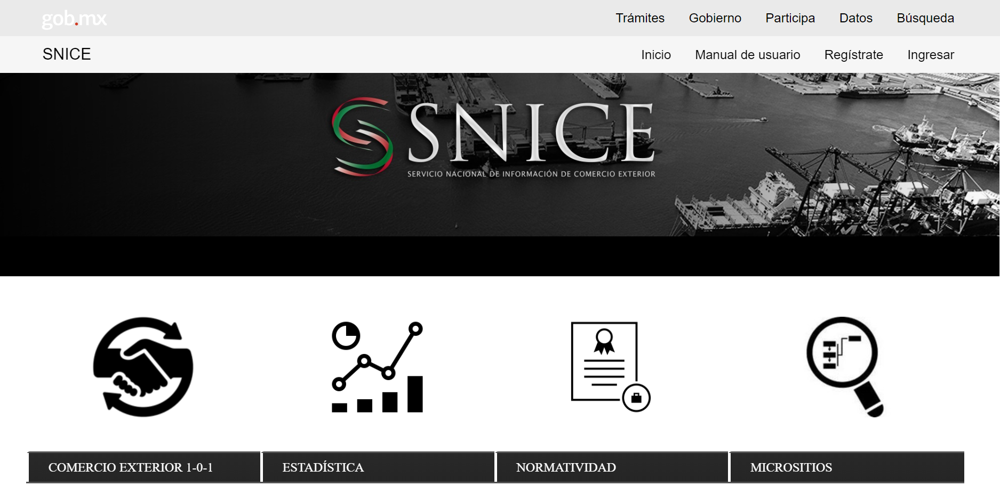 gob.mx
Trámites Gobierno Participa Datos Búsqueda
SNICE
Inicio Manual de usuario Regístrate Ingresar
SNICE
SERVICIO NACIONAL DE INFORMACIÓN DE COMERCIO EXTERIOR
COMERCIO EXTERIOR 1-0-1
ESTADÍSTICA
NORMATIVIDAD
MICROSITIOS